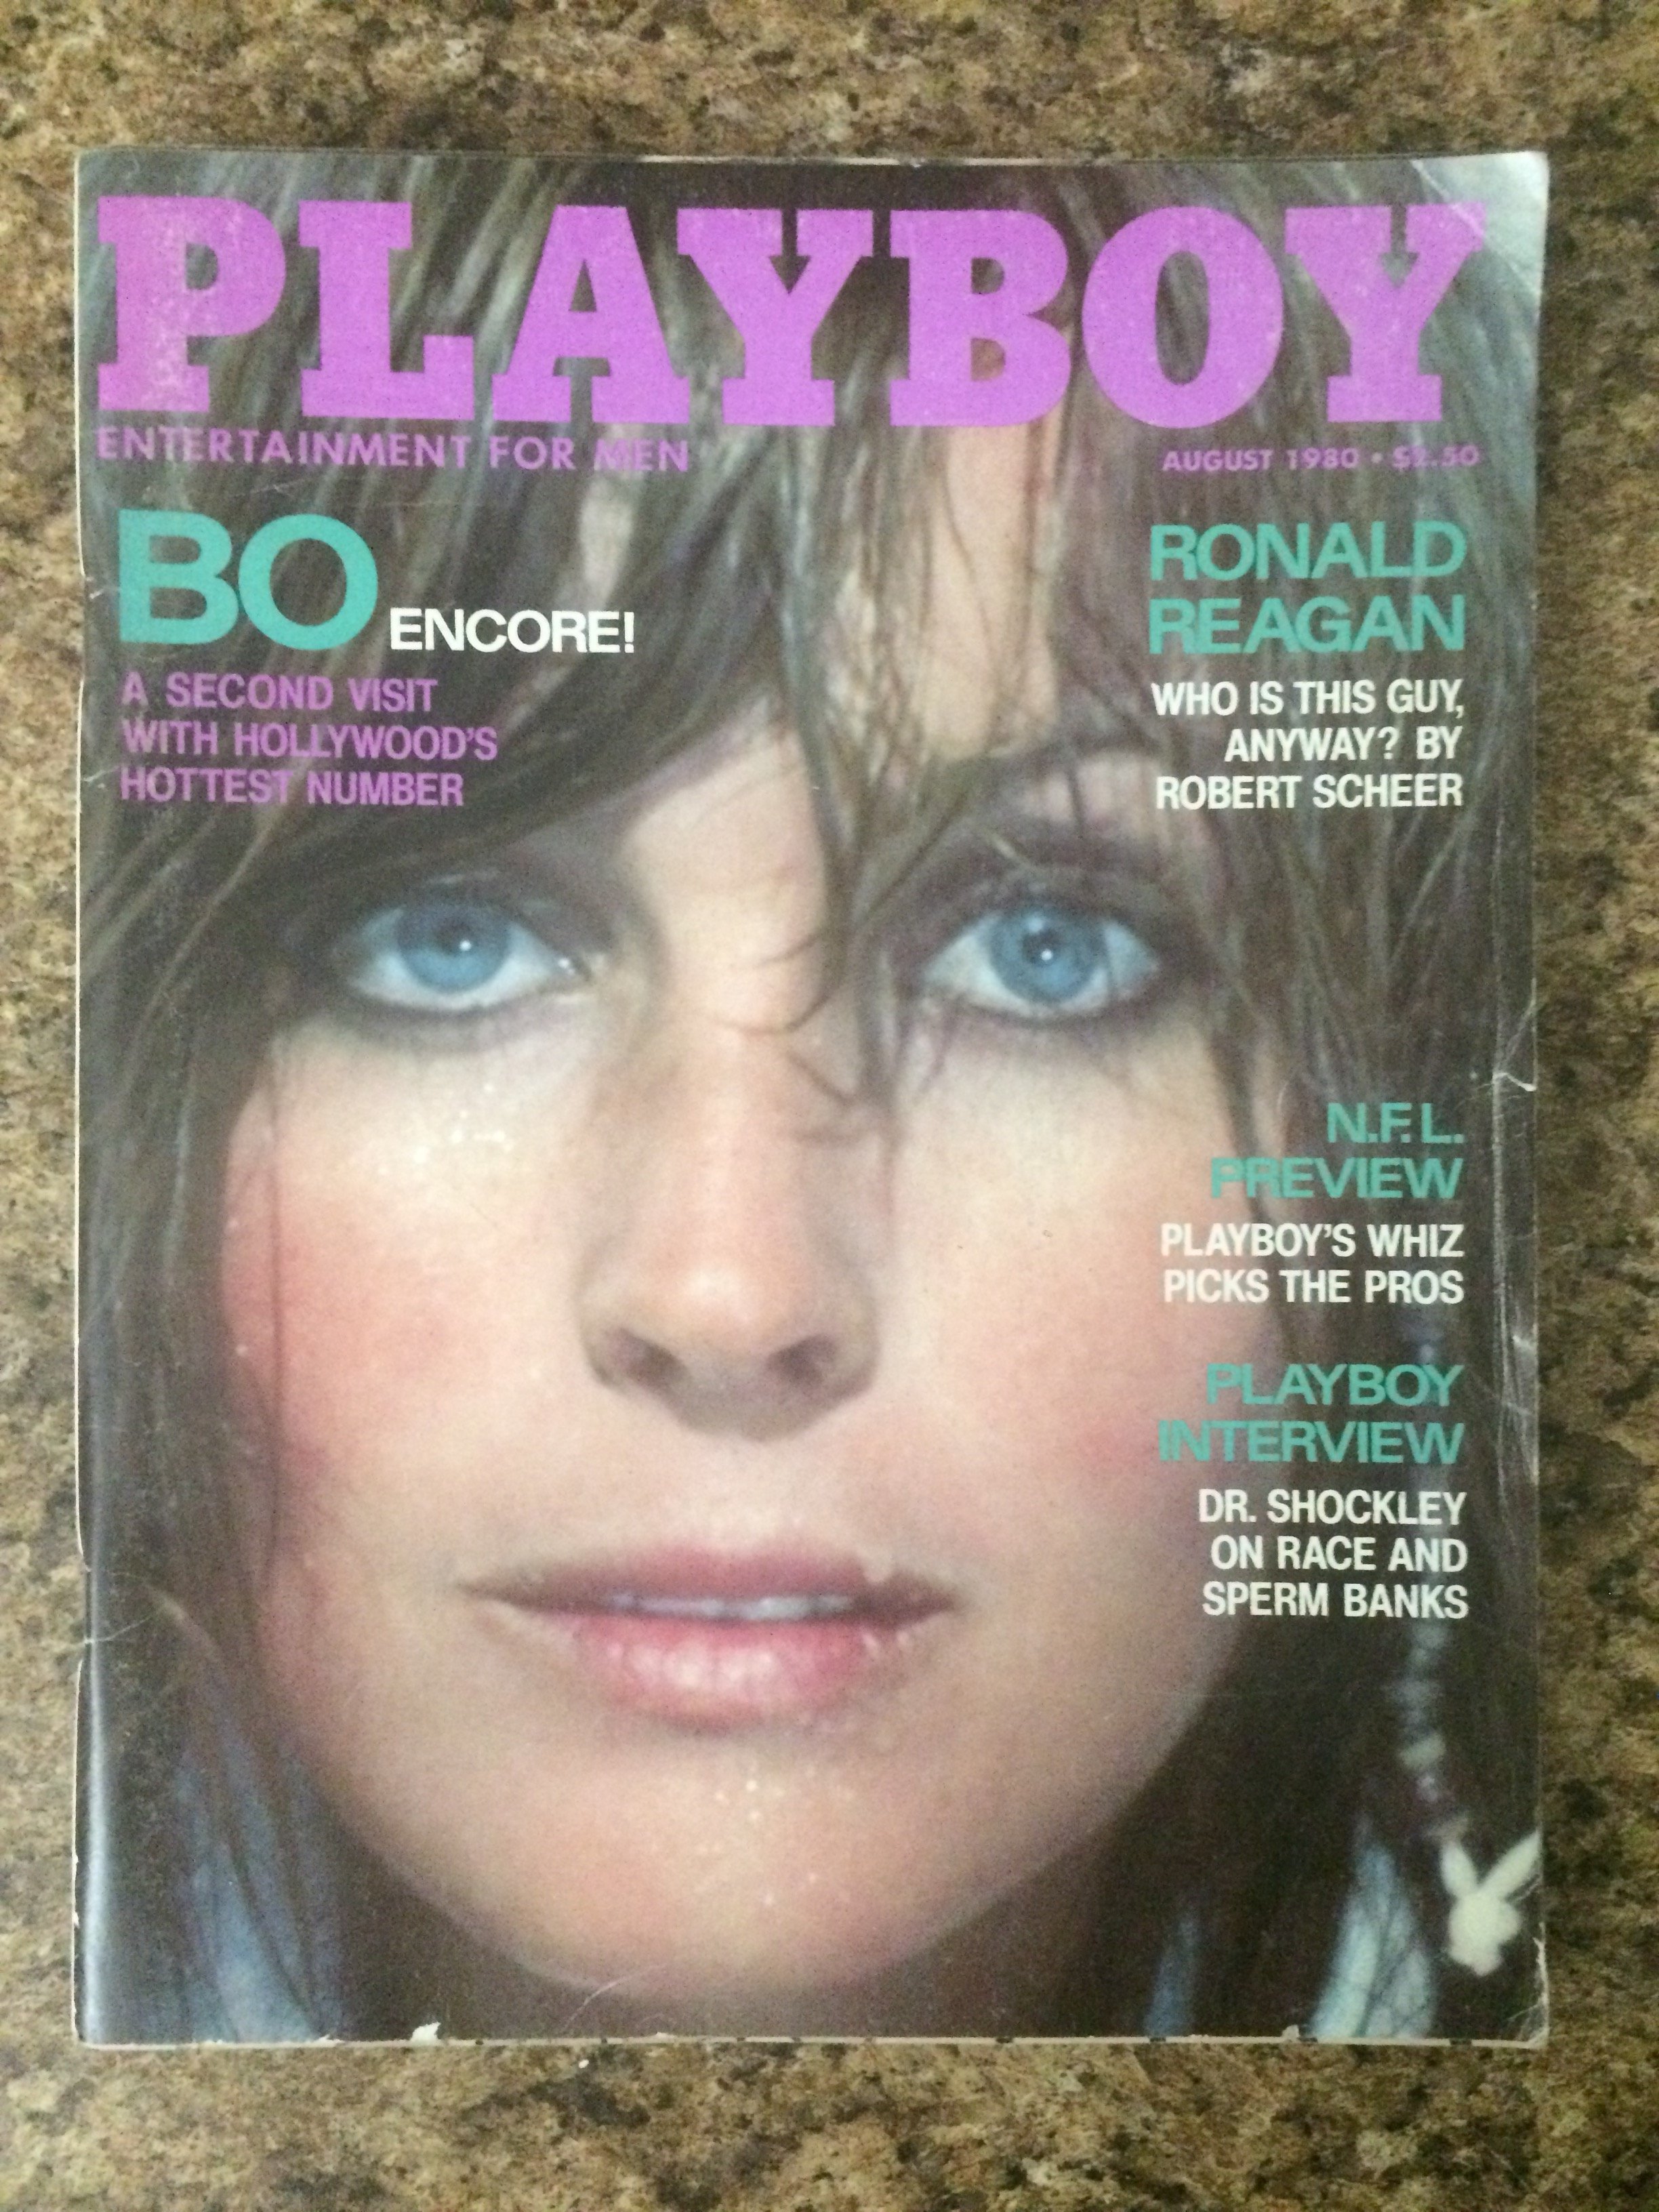 PLAYBOY
ENTERTAINMENT FOR MEN
AUGUST 1980 • $2.50
BO ENCORE!
A SECOND VISIT
WITH HOLLYWOOD'S
HOTTEST NUMBER
RONALD
REAGAN
WHO IS THIS GUY,
ANYWAY? BY
ROBERT SCHEER
N.F.L.
PREVIEW
PLAYBOY'S WHIZ
PICKS THE PROS
PLAYBOY
INTERVIEW
DR. SHOCKLEY
ON RACE AND
SPERM BANKS